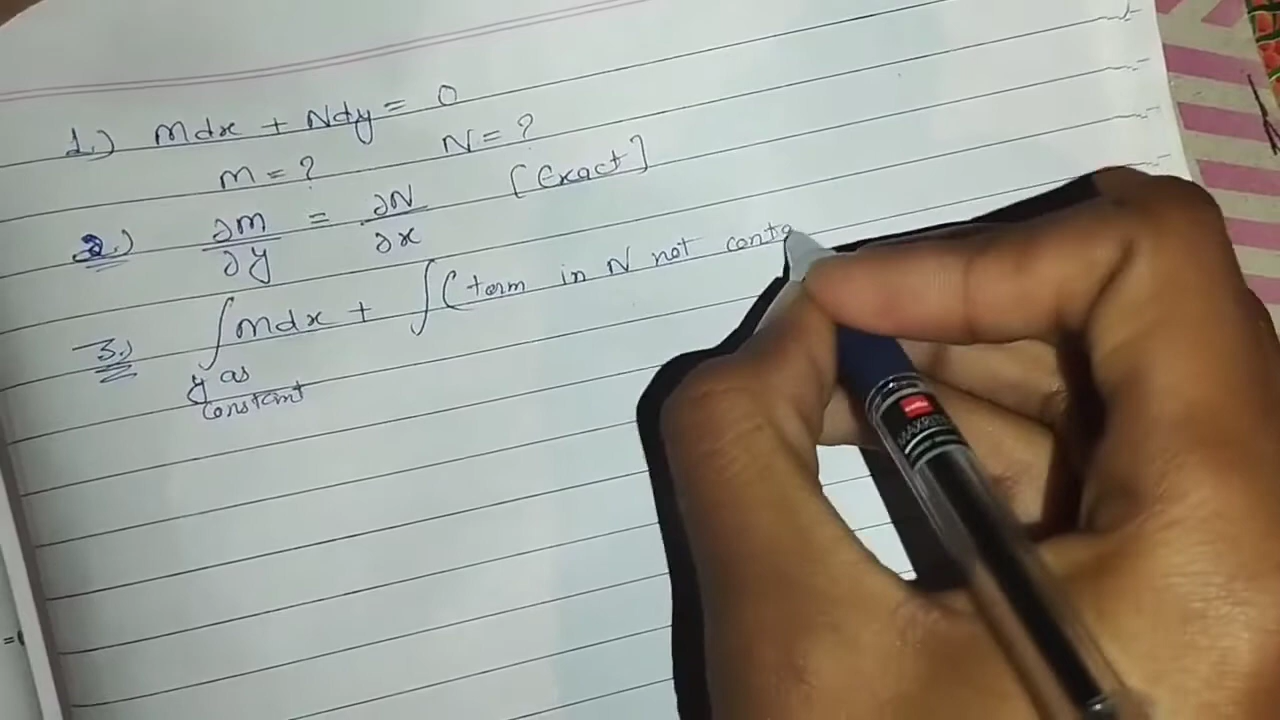 1.) Mdx + Ndy = 0
M = ? N = ?
2.) ∂M/∂y = ∂N/∂x [Exact]
3.) ∫Mdx + ∫(term in N not conta
y as
constant